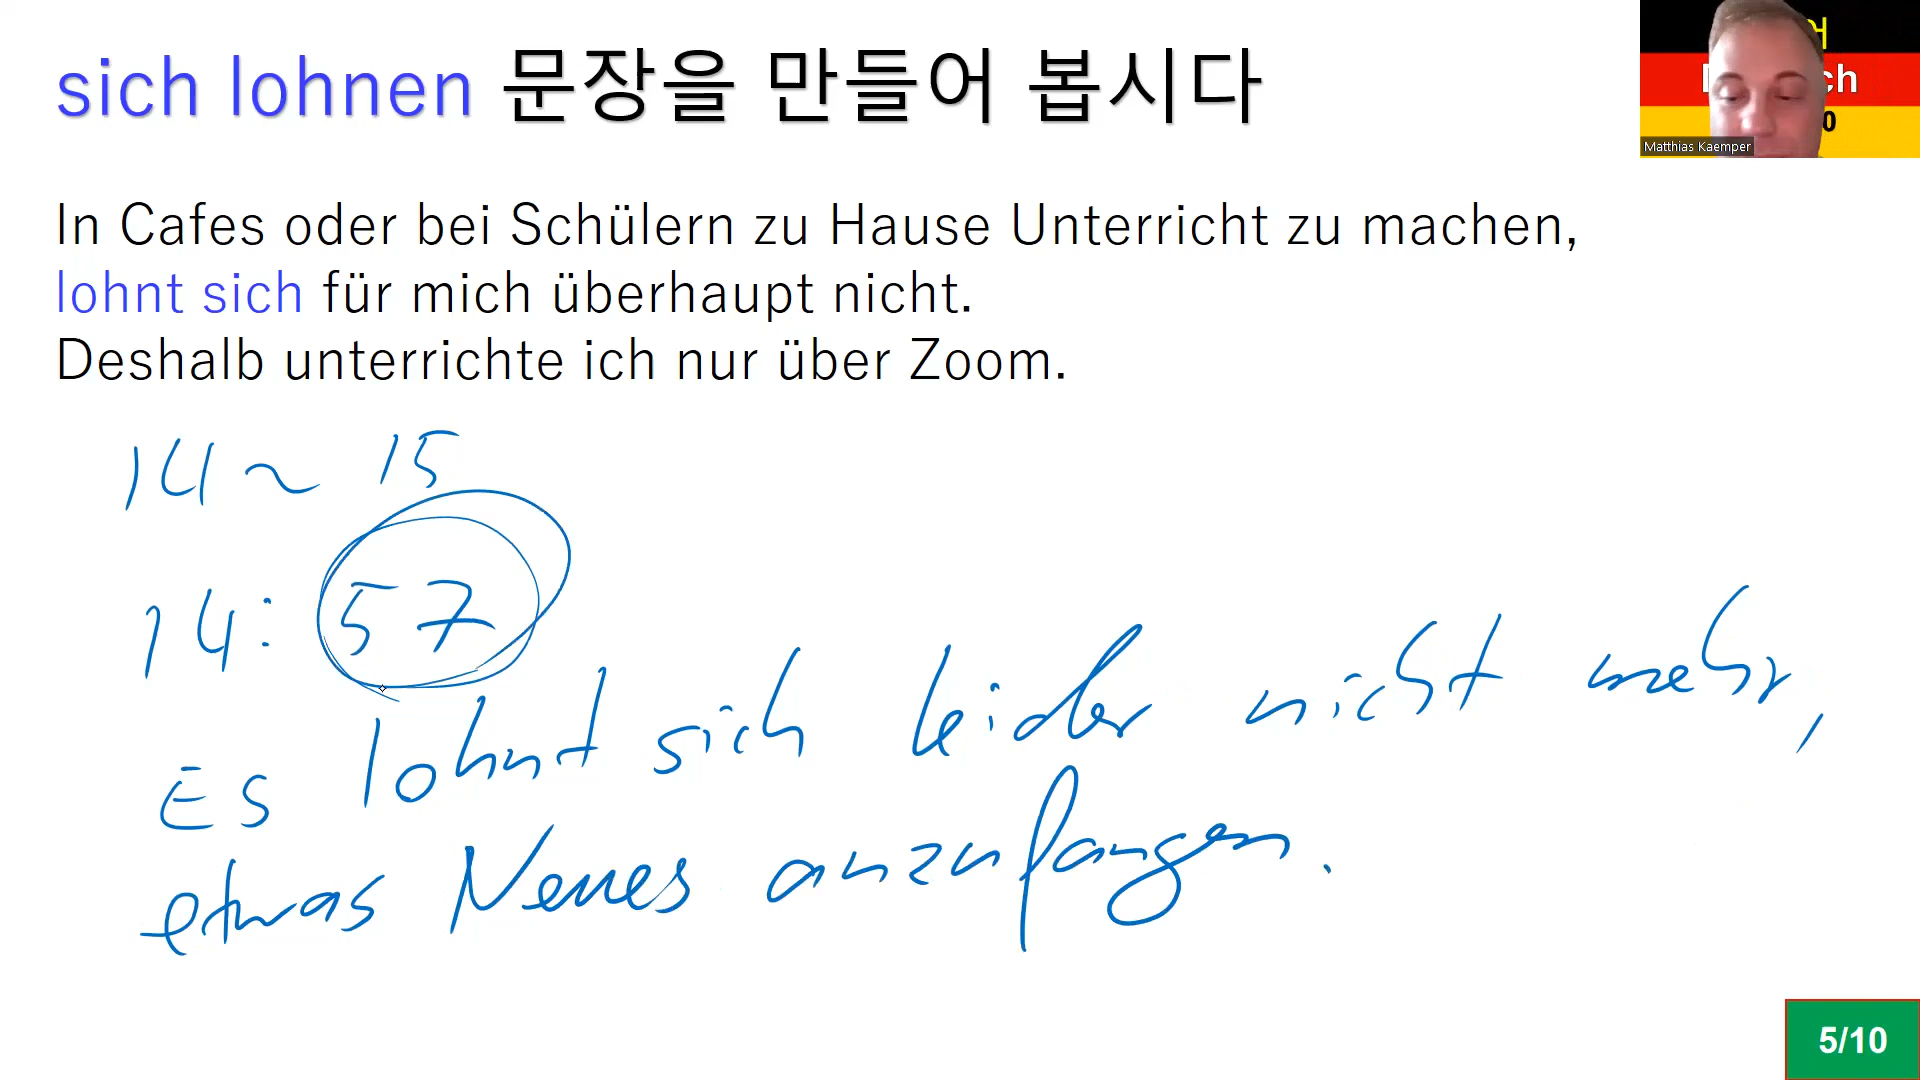 sich lohnen 문장을 만들어 봅시다
Matthias Kaemper
In Cafes oder bei Schülern zu Hause Unterricht zu machen,
lohnt sich für mich überhaupt nicht.
Deshalb unterrichte ich nur über Zoom.
14 ~ 15
14:57
Es lohnt sich leider nicht mehr,
etwas Neues anzufangen.
5/10